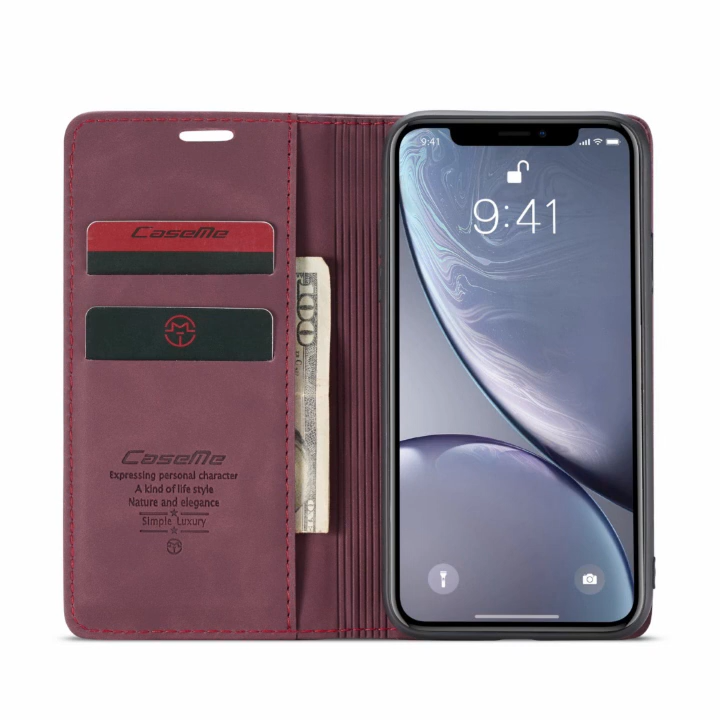 CaseMe
CaseMe
Expressing personal character
A kind of life style
Nature and elegance
Simple Luxury
100
9:41
9:41